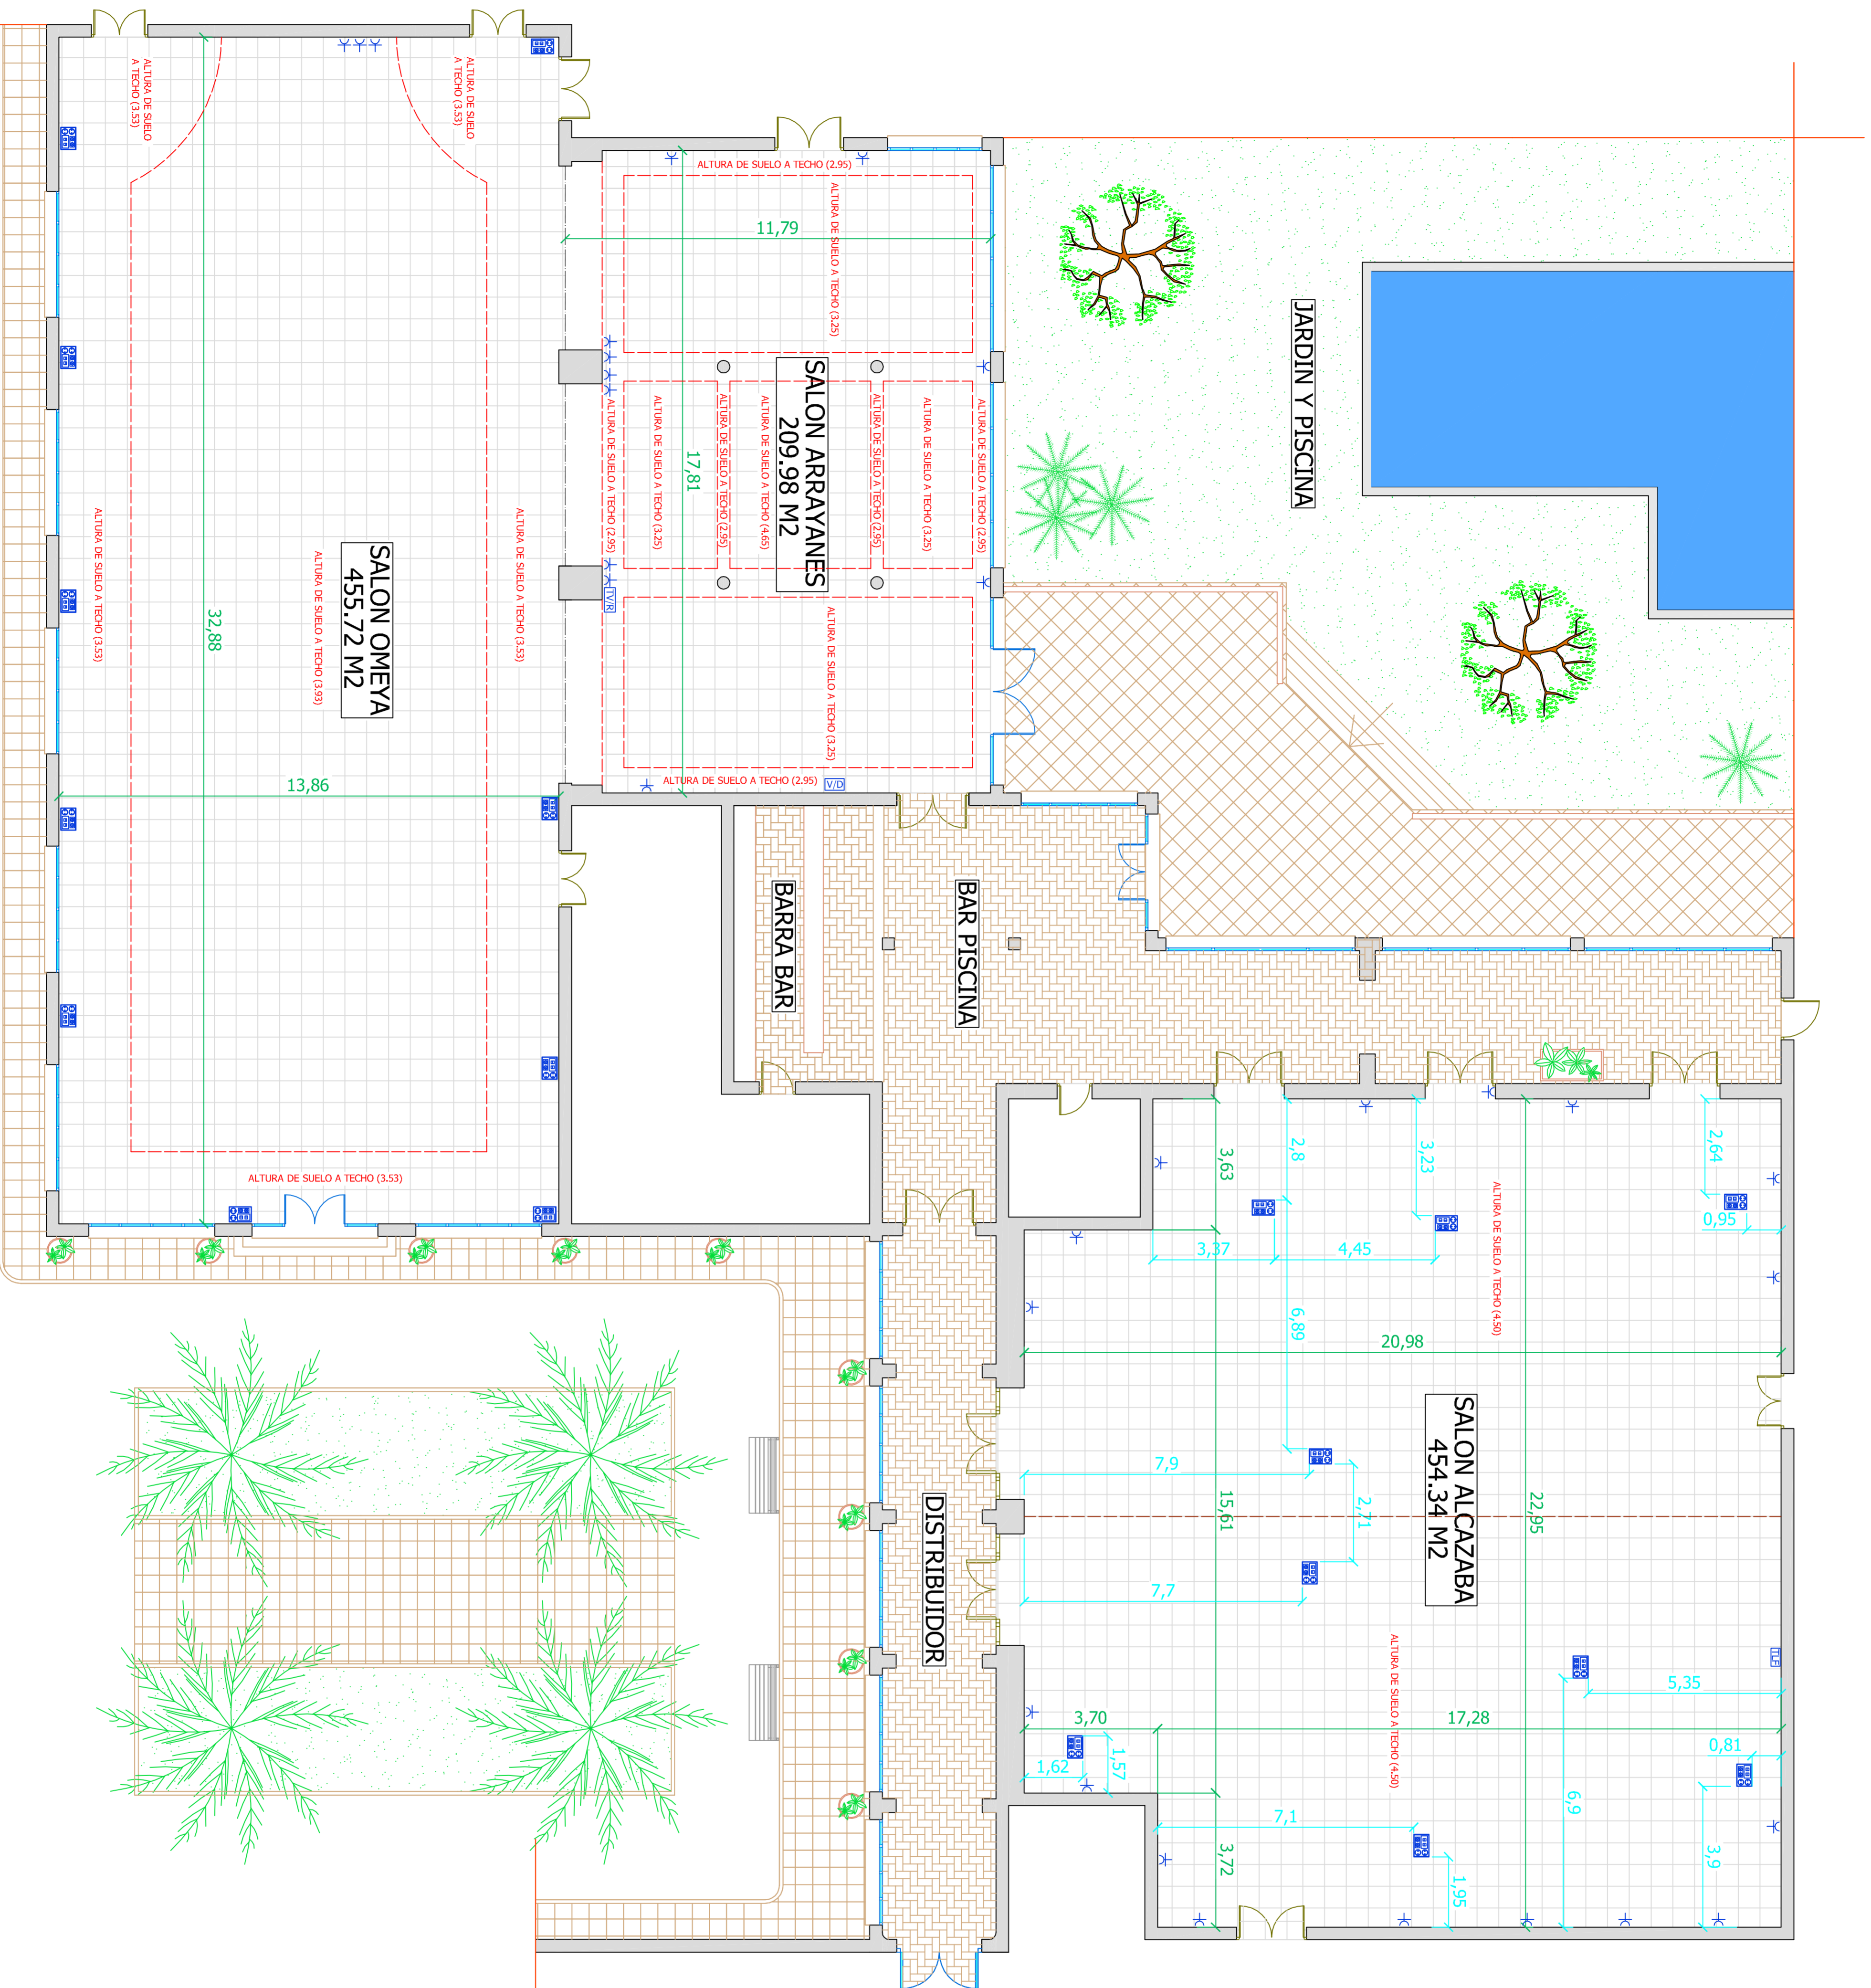 ALTURA DE SUELO
A TECHO (3.53)
ALTURA DE SUELO
A TECHO (3.53)
ALTURA DE SUELO A TECHO (3.53)
ALTURA DE SUELO A TECHO (3.93)
ALTURA DE SUELO A TECHO (3.53)
SALON OMEYA
455.72 M2
32,88
13,86
ALTURA DE SUELO A TECHO (3.53)
ALTURA DE SUELO A TECHO (2.95)
ALTURA DE SUELO A TECHO (3.25)
11,79
17,81
SALON ARRAYANES
209.98 M2
ALTURA DE SUELO A TECHO (2.95)
ALTURA DE SUELO A TECHO (3.25)
ALTURA DE SUELO A TECHO (2.95)
ALTURA DE SUELO A TECHO (4.65)
ALTURA DE SUELO A TECHO (2.95)
ALTURA DE SUELO A TECHO (3.25)
ALTURA DE SUELO A TECHO (2.95)
TV/R
ALTURA DE SUELO A TECHO (3.25)
ALTURA DE SUELO A TECHO (2.95)
V/D
JARDIN Y PISCINA
BARRA BAR
BAR PISCINA
DISTRIBUIDOR
SALON ALCAZABA
454.34 M2
3,63
2,8
3,23
2,64
0,95
3,37
4,45
6,89
ALTURA DE SUELO A TECHO (4.50)
20,98
22,95
7,9
15,61
2,71
7,7
TLF
5,35
ALTURA DE SUELO A TECHO (4.50)
3,70
17,28
0,81
1,62
1,57
7,1
6,9
3,9
3,72
1,95